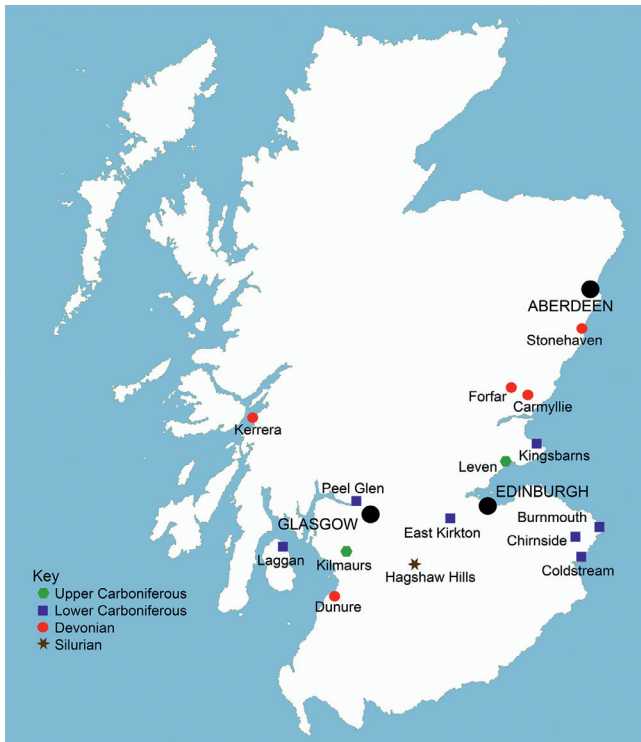 ABERDEEN
Stonehaven
Forfar
Carmyllie
Kerrera
Kingsbarns
Leven
Peel Glen
EDINBURGH
GLASGOW
Burnmouth
East Kirkton
Chirnside
Laggan
Kilmaurs
Coldstream
Hagshaw Hills
Key
Upper Carboniferous
Dunure
Lower Carboniferous
Devonian
Silurian